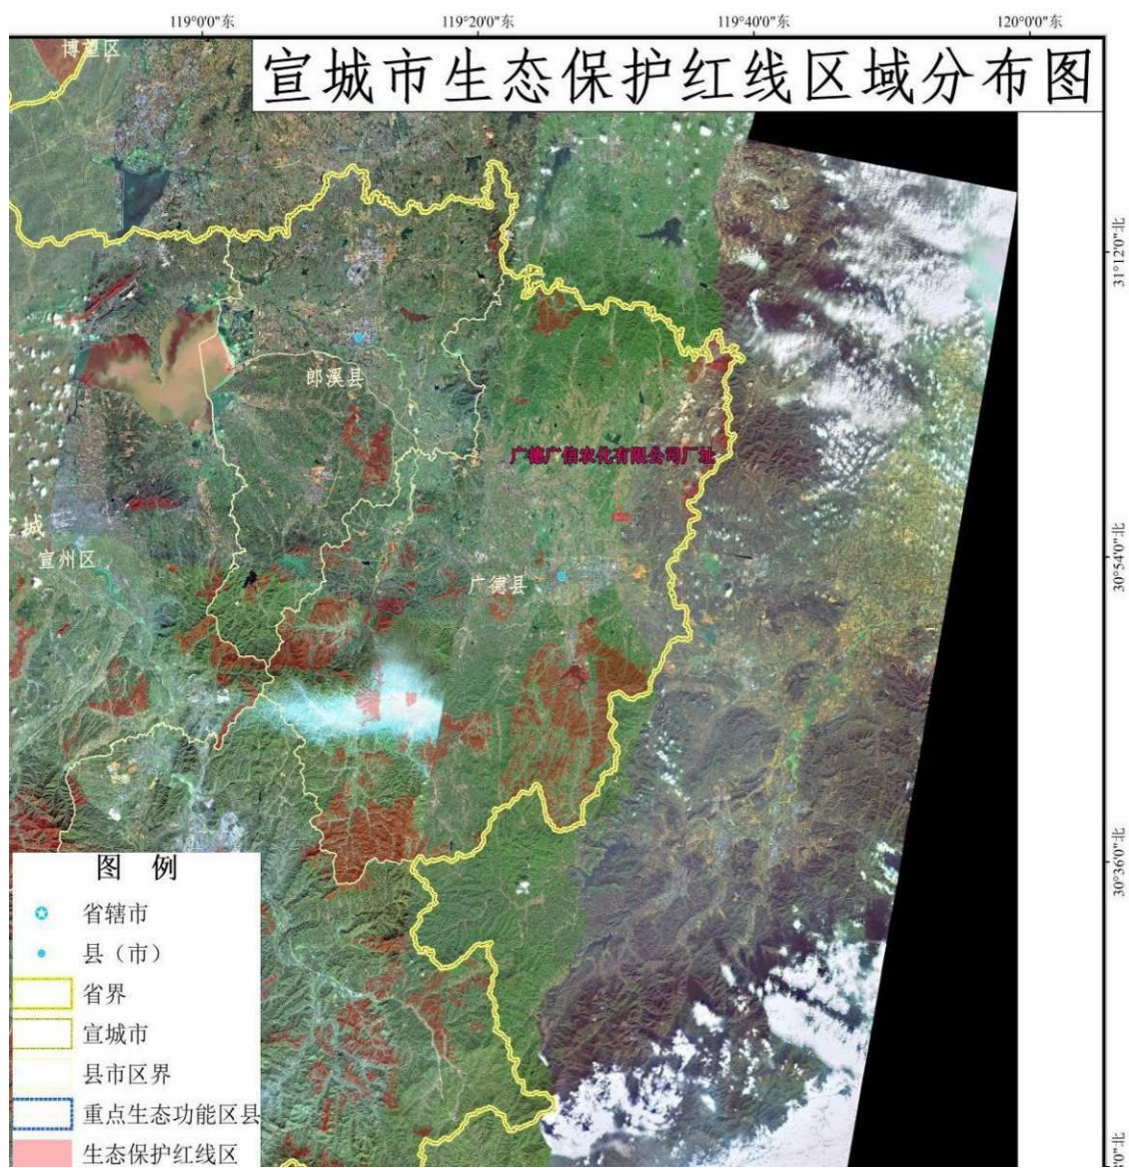 119°0'0"东
119°20'0"东
119°40'0"东
120°0'0"东
博望区
宣城市生态保护红线区域分布图
31°12'0"北
郎溪县
广德广信农化有限公司厂址
城
宣州区
30°54'0"北
广德县
30°36'0"北
图 例
省辖市
县（市）
省界
宣城市
县市区界
重点生态功能区县
生态保护红线区